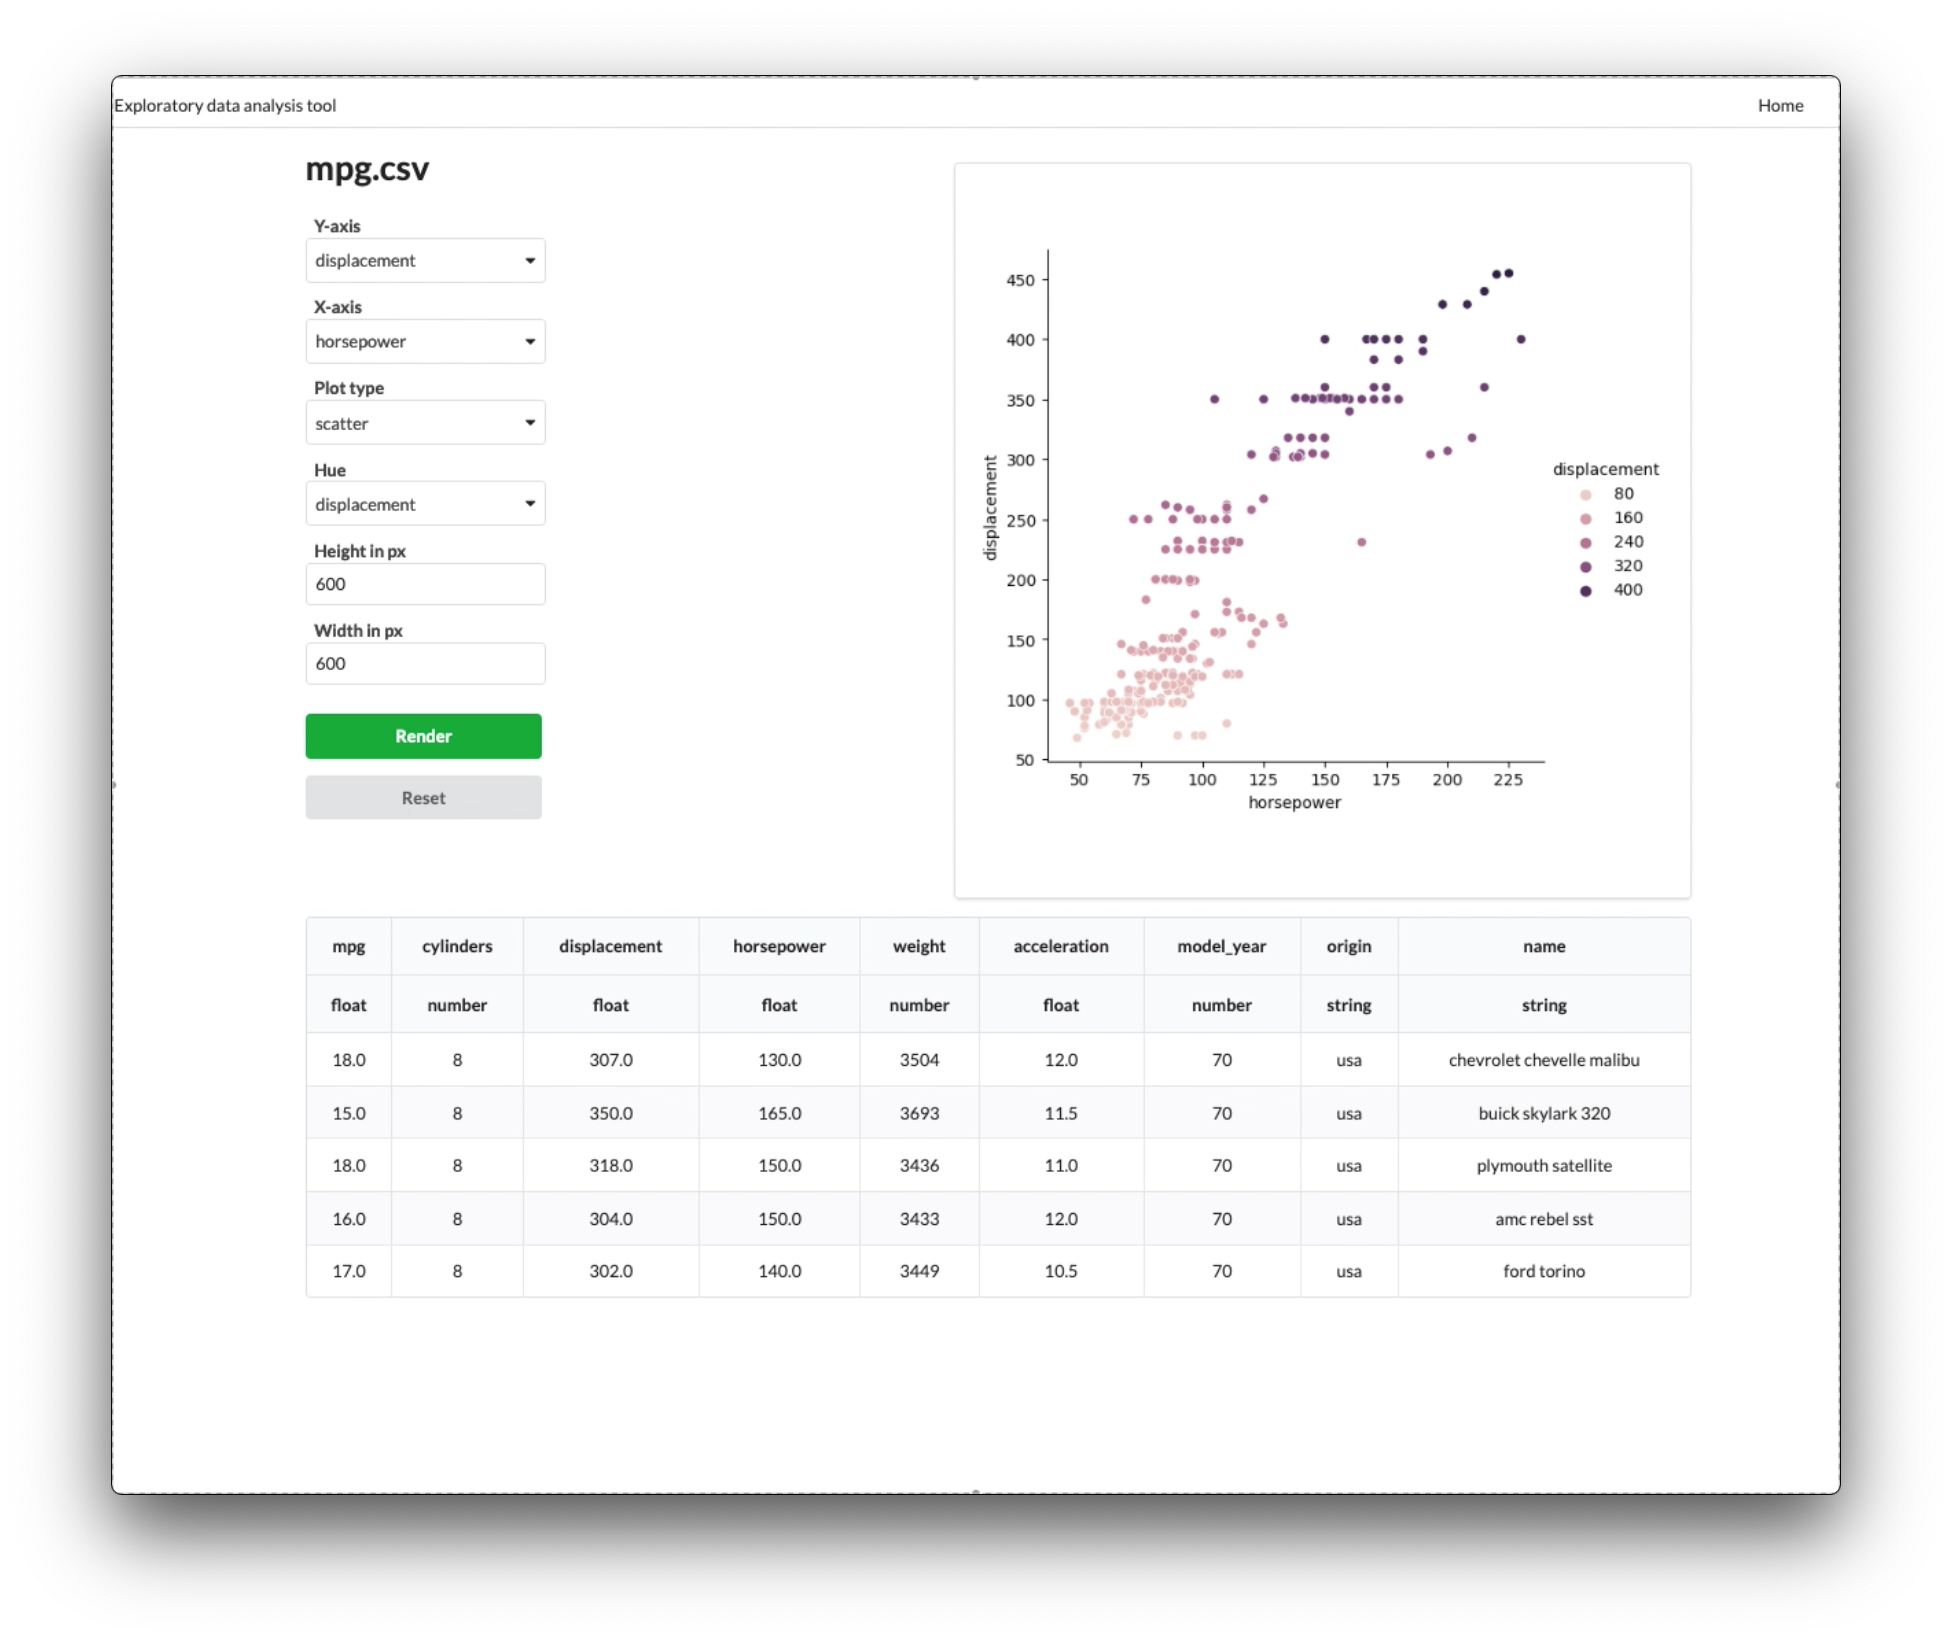 Exploratory data analysis tool Home
mpg.csv
Y-axis
displacement
X-axis
horsepower
Plot type
scatter
Hue
displacement
Height in px
600
Width in px
600
Render
Reset
450
400
350
300
250
200
150
100
50
displacement
50 75 100 125 150 175 200 225
horsepower
displacement
80
160
240
320
400
mpg cylinders displacement horsepower weight acceleration model_year origin name
float number float float number float number string string
18.0 8 307.0 130.0 3504 12.0 70 usa chevrolet chevelle malibu
15.0 8 350.0 165.0 3693 11.5 70 usa buick skylark 320
18.0 8 318.0 150.0 3436 11.0 70 usa plymouth satellite
16.0 8 304.0 150.0 3433 12.0 70 usa amc rebel sst
17.0 8 302.0 140.0 3449 10.5 70 usa ford torino